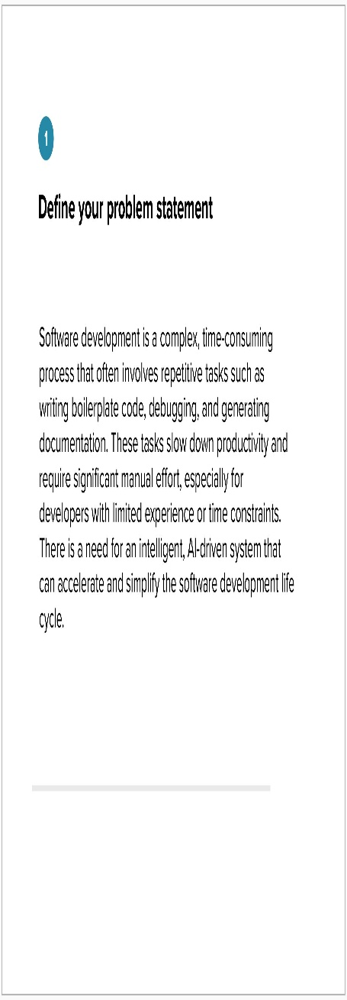 1
Define your problem statement
Software development is a complex, time-consuming
process that often involves repetitive tasks such as
writing boilerplate code, debugging, and generating
documentation. These tasks slow down productivity and
require significant manual effort, especially for
developers with limited experience or time constraints.
There is a need for an intelligent, AI-driven system that
can accelerate and simplify the software development life
cycle.